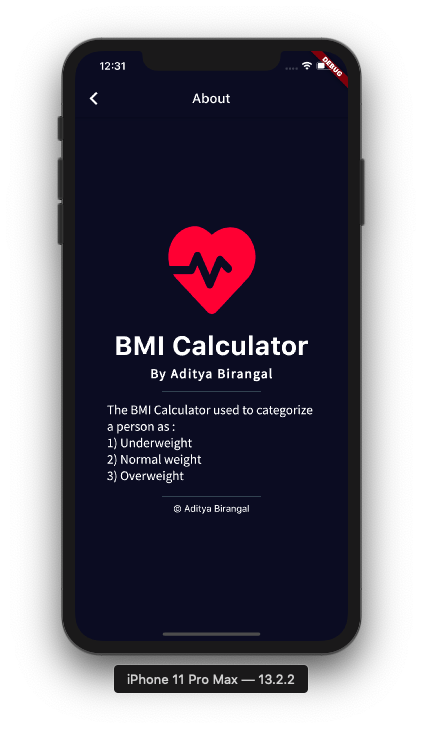 12:31
DEBUG
About
BMI Calculator
By Aditya Birangal
The BMI Calculator used to categorize
a person as :
1) Underweight
2) Normal weight
3) Overweight
© Aditya Birangal
iPhone 11 Pro Max — 13.2.2